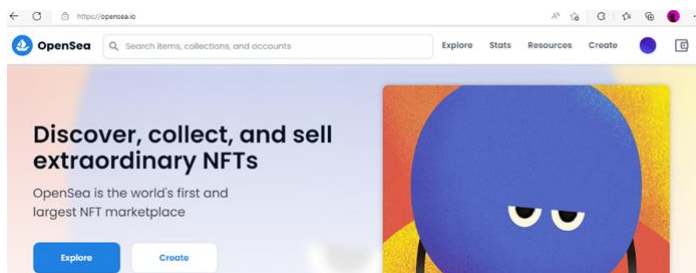 https://opensea.io
OpenSea
Search items, collections, and accounts
Explore Stats Resources Create
Discover, collect, and sell
extraordinary NFTs
OpenSea is the world's first and
largest NFT marketplace
Explore Create